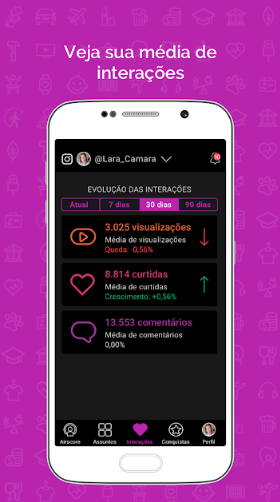 Veja sua média de
interações
@Lara_Camara
EVOLUÇÃO DAS INTERAÇÕES
Atual 7 dias 30 dias 90 dias
3.025 visualizações
Média de visualizações
Queda: -0,56%
8.814 curtidas
Média de curtidas
Crescimento: +0,56%
13.553 comentários
Média de comentários
0,00%
Airscore Assuntos Interações Conquistas Perfil